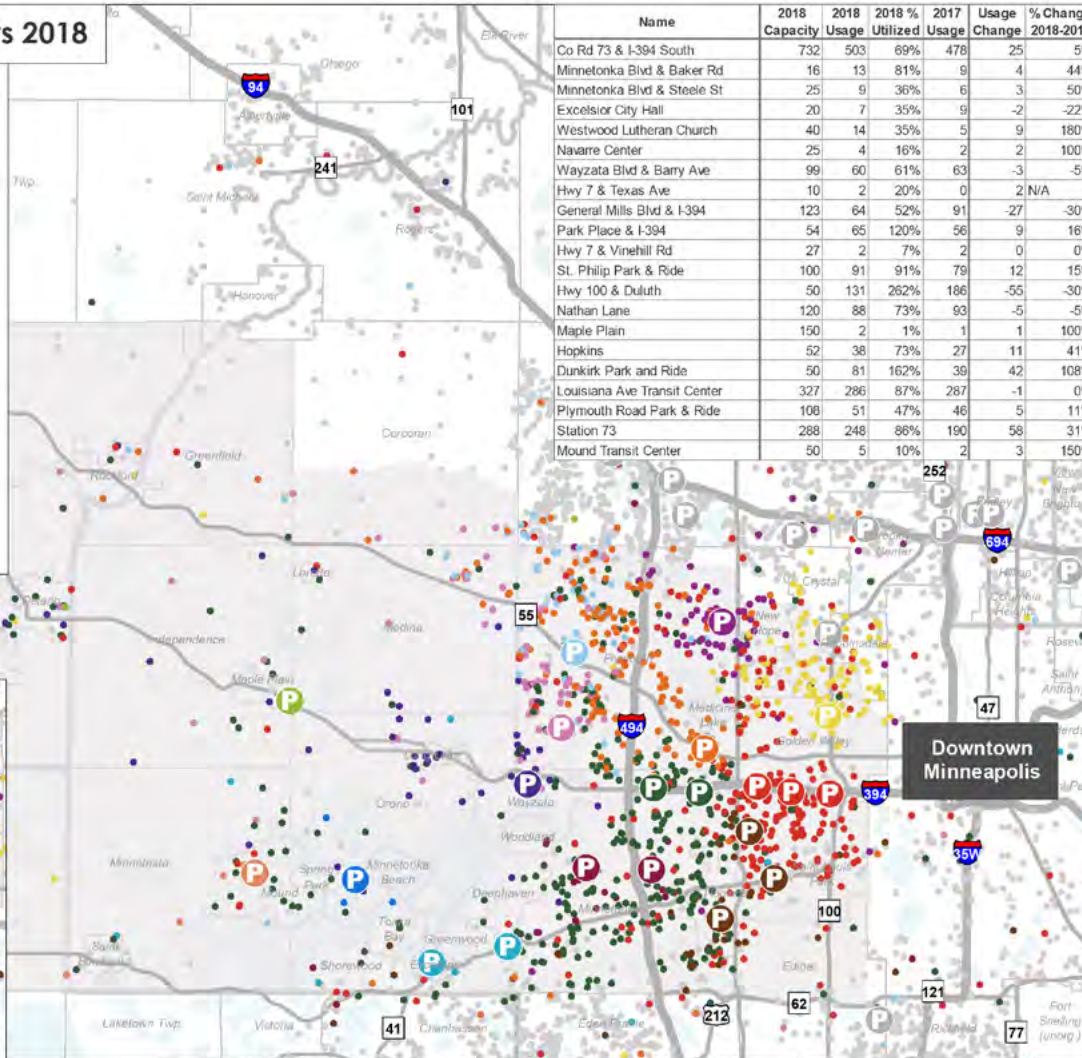 s 2018
Name 2018 Capacity 2018 Usage 2018 % Utilized 2017 Usage Usage Change % Chang 2018-201
Co Rd 73 & I-394 South 732 503 69% 478 25 5
Minnetonka Blvd & Baker Rd 16 13 81% 9 4 44
Minnetonka Blvd & Steele St 25 9 36% 6 3 50
Excelsior City Hall 20 7 35% 9 -2 -22
Westwood Lutheran Church 40 14 35% 5 9 180
Navarre Center 25 4 16% 2 2 100
Wayzata Blvd & Barry Ave 99 60 61% 63 -3 -5
Hwy 7 & Texas Ave 10 2 20% 0 2 N/A
General Mills Blvd & I-394 123 64 52% 91 -27 -30
Park Place & I-394 54 65 120% 56 9 16
Hwy 7 & Vinehill Rd 27 2 7% 2 0 0
St. Philip Park & Ride 100 91 91% 79 12 15
Hwy 100 & Duluth 50 131 262% 186 -55 -30
Nathan Lane 120 88 73% 93 -5 -5
Maple Plain 150 2 1% 1 1 100
Hopkins 52 38 73% 27 11 41
Dunkirk Park and Ride 50 81 162% 39 42 108
Louisiana Ave Transit Center 327 286 87% 287 -1 0
Plymouth Road Park & Ride 108 51 47% 46 5 11
Station 73 288 248 86% 190 58 31
Mound Transit Center 50 5 10% 2 3 150
Elk River
Otsego
94
101
Albertville
241
Twp.
Saint Michael
Rogers
Hanover
Corcoran
Greenfield
Rockford
252
694
Crystal
Hilltop
Columbia
Heights
Loretto
55
Medina
New
Hope
Independence
Maple Plain
Medicine
Lake
Saint
Anthony
47
494
Golden Valley
Downtown
Minneapolis
394
Orono
Wayzata
Woodland
35W
Minnetrista
Spring
Park
Mound
Minnetonka
Beach
Deephaven
Tonka
Bay
Greenwood
100
Shorewood
Edina
121
62
Laketown Twp.
Victoria
41
Chanhassen
Eden Prairie
212
Richfield
77
Fort
Snelling
(unorg.)
P